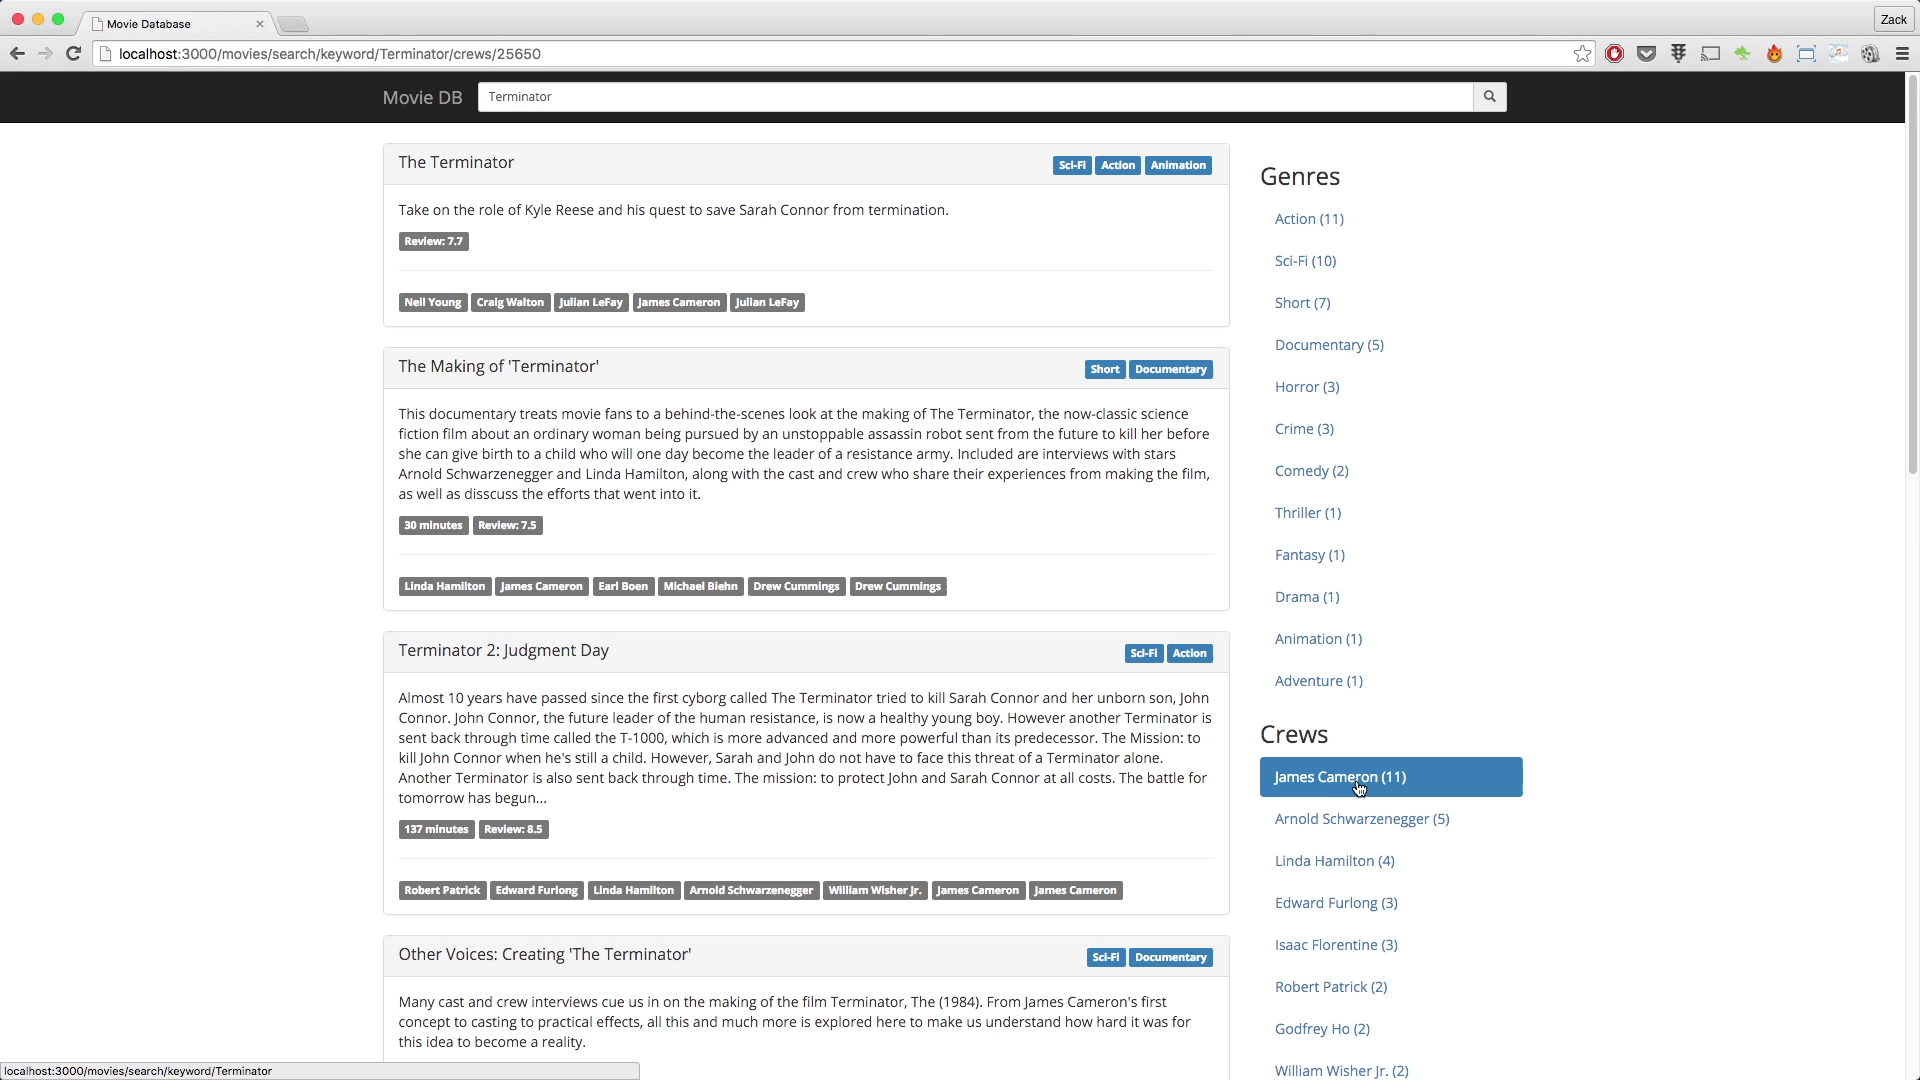 Movie Database
Zack
localhost:3000/movies/search/keyword/Terminator/crews/25650
Movie DB
Terminator
The Terminator
Sci-Fi Action Animation
Take on the role of Kyle Reese and his quest to save Sarah Connor from termination.
Review: 7.7
Neil Young Craig Walton Julian LeFay James Cameron Julian LeFay
The Making of 'Terminator'
Short Documentary
This documentary treats movie fans to a behind-the-scenes look at the making of The Terminator, the now-classic science
fiction film about an ordinary woman being pursued by an unstoppable assassin robot sent from the future to kill her before
she can give birth to a child who will one day become the leader of a resistance army. Included are interviews with stars
Arnold Schwarzenegger and Linda Hamilton, along with the cast and crew who share their experiences from making the film,
as well as disscuss the efforts that went into it.
30 minutes Review: 7.5
Linda Hamilton James Cameron Earl Boen Michael Biehn Drew Cummings Drew Cummings
Terminator 2: Judgment Day
Sci-Fi Action
Almost 10 years have passed since the first cyborg called The Terminator tried to kill Sarah Connor and her unborn son, John
Connor. John Connor, the future leader of the human resistance, is now a healthy young boy. However another Terminator is
sent back through time called the T-1000, which is more advanced and more powerful than its predecessor. The Mission: to
kill John Connor when he's still a child. However, Sarah and John do not have to face this threat of a Terminator alone.
Another Terminator is also sent back through time. The mission: to protect John and Sarah Connor at all costs. The battle for
tomorrow has begun...
137 minutes Review: 8.5
Robert Patrick Edward Furlong Linda Hamilton Arnold Schwarzenegger William Wisher Jr. James Cameron James Cameron
Other Voices: Creating 'The Terminator'
Sci-Fi Documentary
Many cast and crew interviews cue us in on the making of the film Terminator, The (1984). From James Cameron's first
concept to casting to practical effects, all this and much more is explored here to make us understand how hard it was for
this idea to become a reality.
Genres
Action (11)
Sci-Fi (10)
Short (7)
Documentary (5)
Horror (3)
Crime (3)
Comedy (2)
Thriller (1)
Fantasy (1)
Drama (1)
Animation (1)
Adventure (1)
Crews
James Cameron (11)
Arnold Schwarzenegger (5)
Linda Hamilton (4)
Edward Furlong (3)
Isaac Florentine (3)
Robert Patrick (2)
Godfrey Ho (2)
William Wisher Jr. (2)
localhost:3000/movies/search/keyword/Terminator